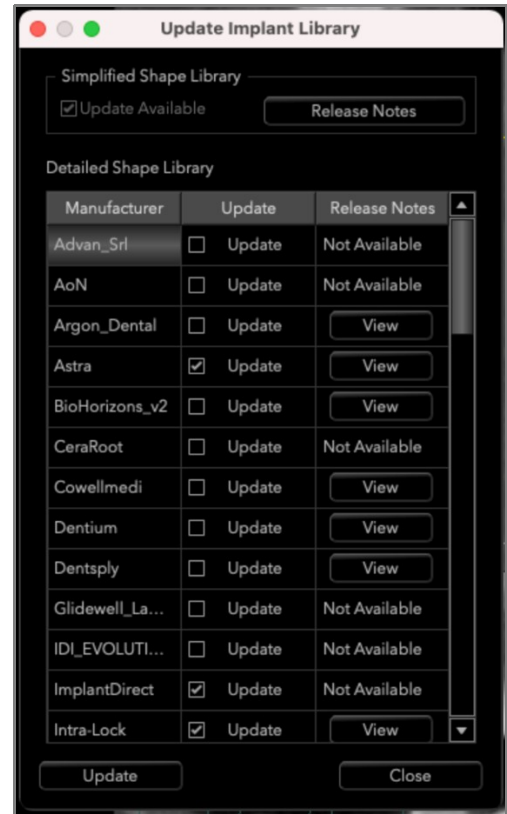 Update Implant Library
Simplified Shape Library
Update Available Release Notes
Detailed Shape Library
Manufacturer Update Release Notes
Advan_Srl Update Not Available
AoN Update Not Available
Argon_Dental Update View
Astra Update View
BioHorizons_v2 Update View
CeraRoot Update Not Available
Cowellmedi Update View
Dentium Update View
Dentsply Update View
Glidewell_La... Update Not Available
IDI_EVOLUTI... Update Not Available
ImplantDirect Update Not Available
Intra-Lock Update View
Update Close